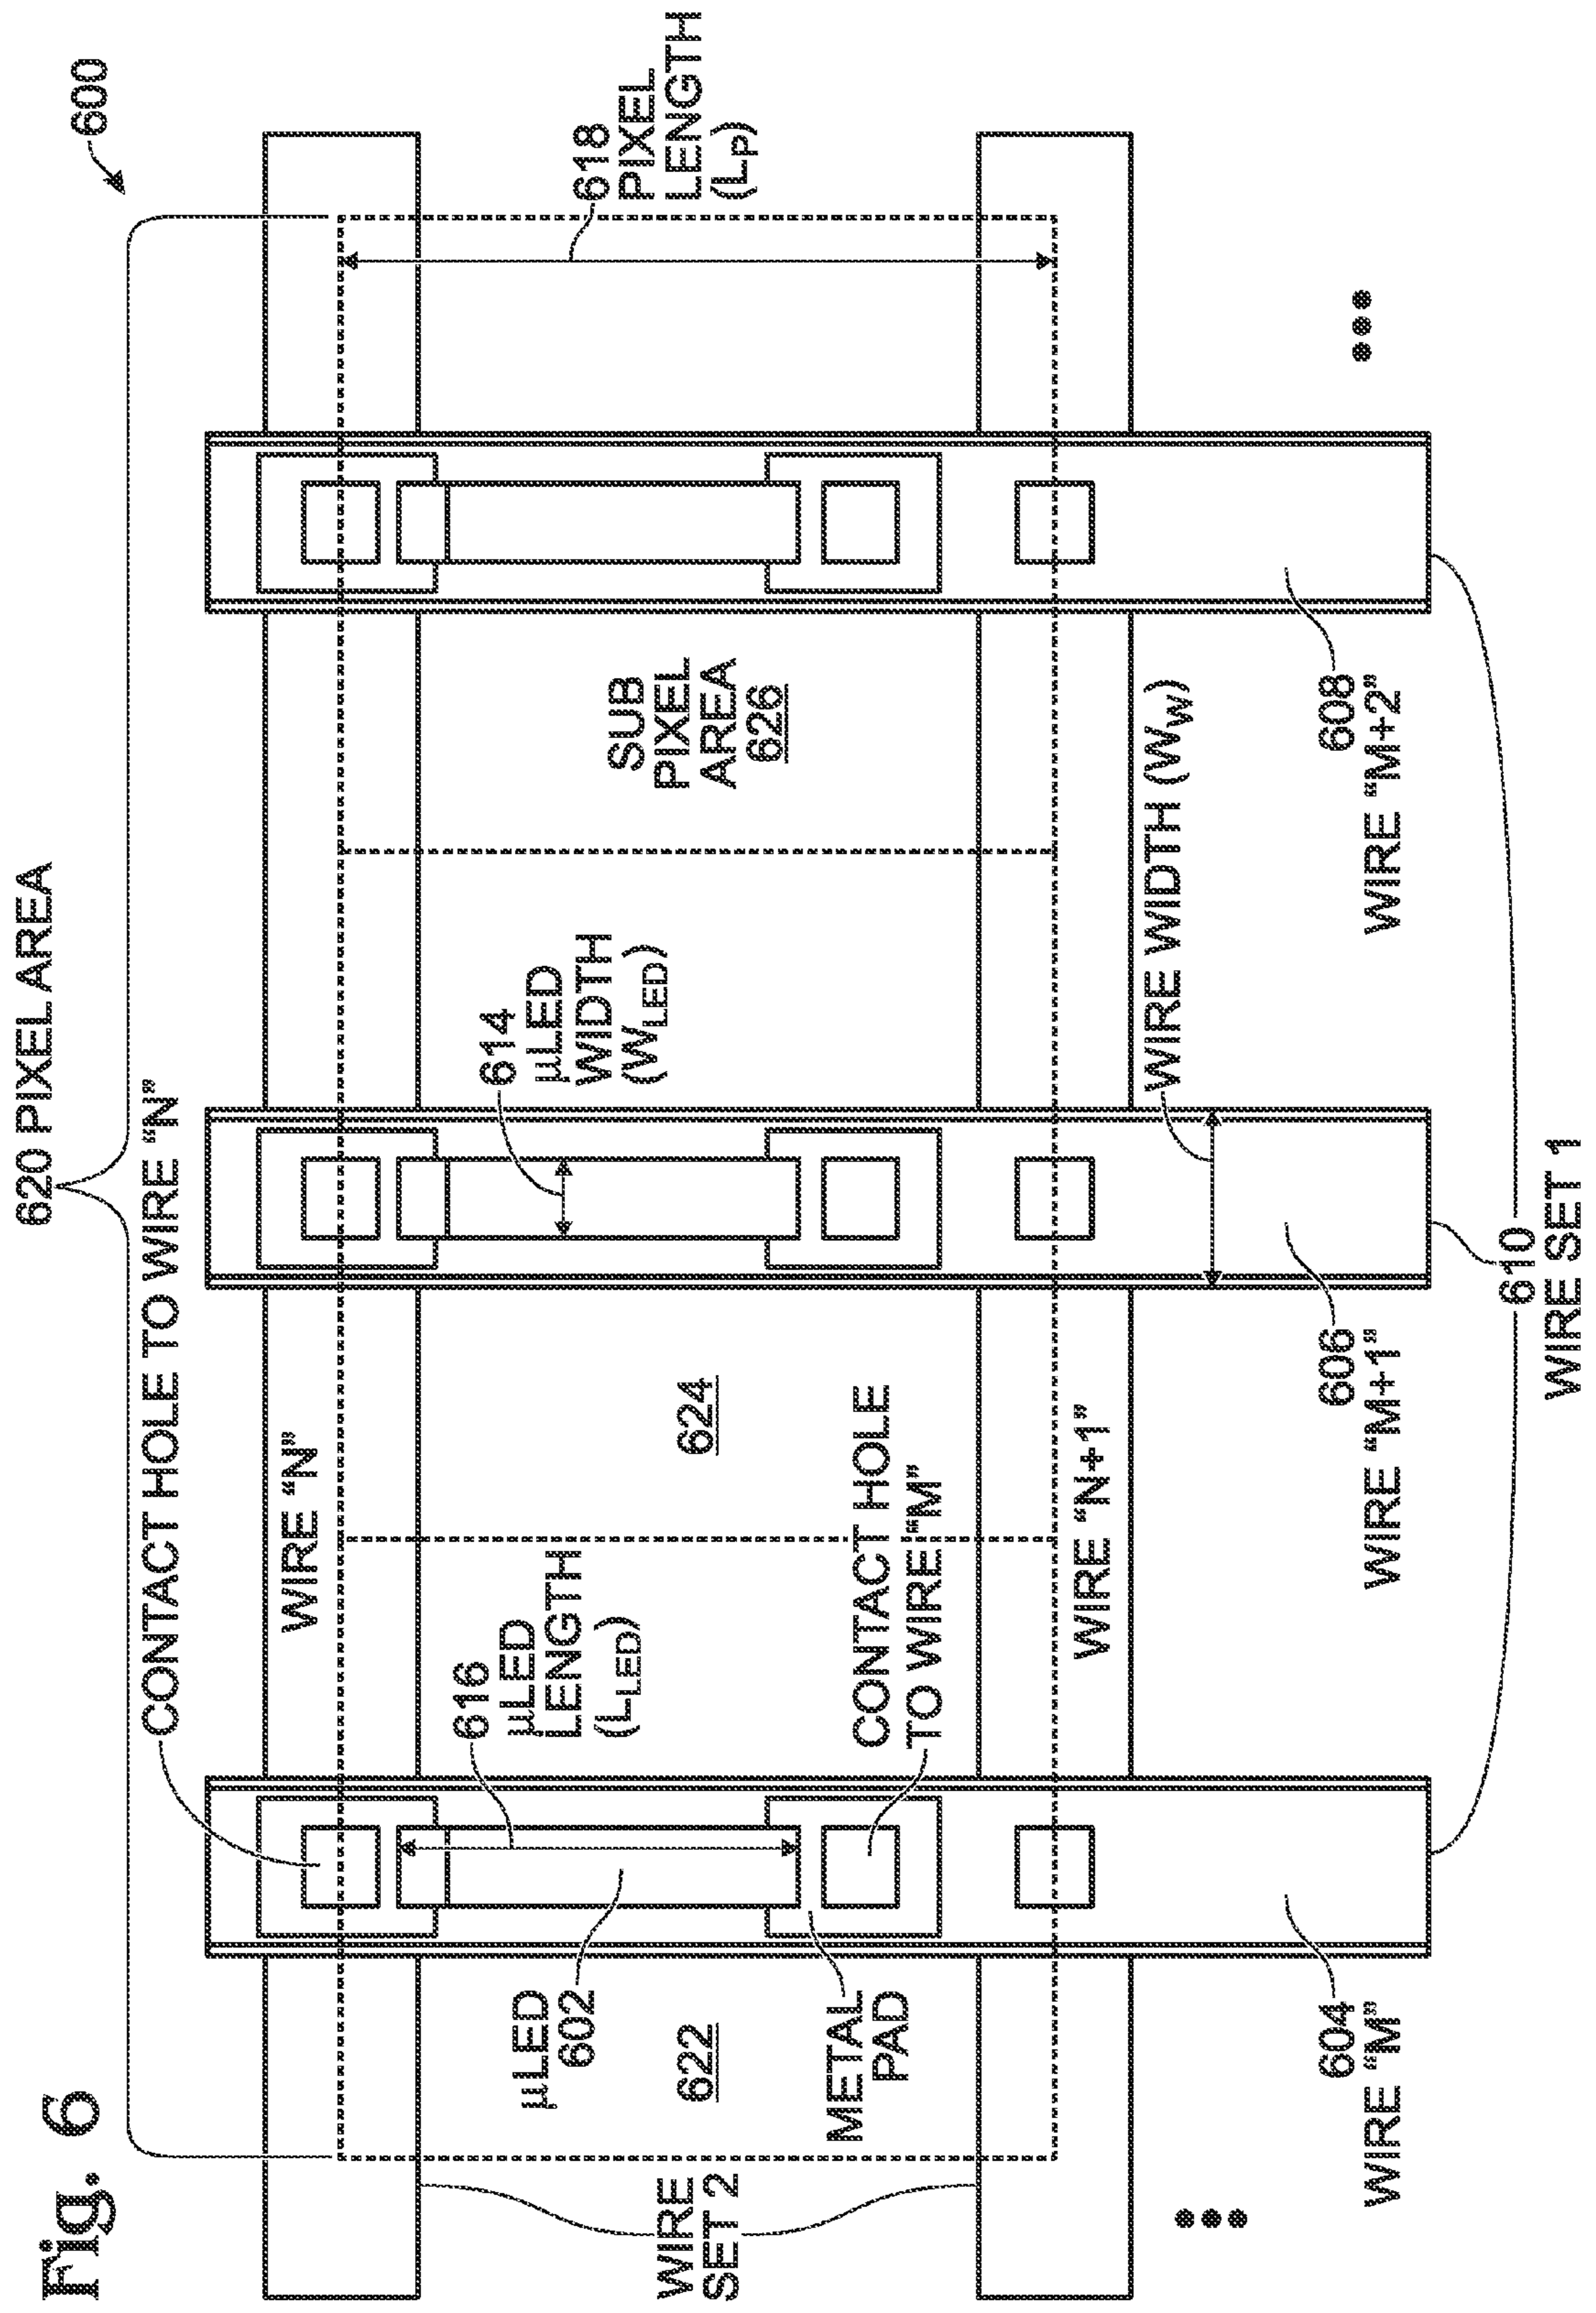 Fig. 6
600
620 PIXEL AREA
CONTACT HOLE TO WIRE “N”
WIRE “N”
618
PIXEL
LENGTH
(LP)
616
µLED
LENGTH
(LLED)
614
µLED
WIDTH
(WLED)
µLED
602
622
624
SUB
PIXEL
AREA
626
WIRE
SET 2
METAL
PAD
CONTACT HOLE
TO WIRE “M”
WIRE “N+1”
WIRE WIDTH (WW)
604
WIRE “M”
606
WIRE “M+1”
608
WIRE “M+2”
610
WIRE SET 1